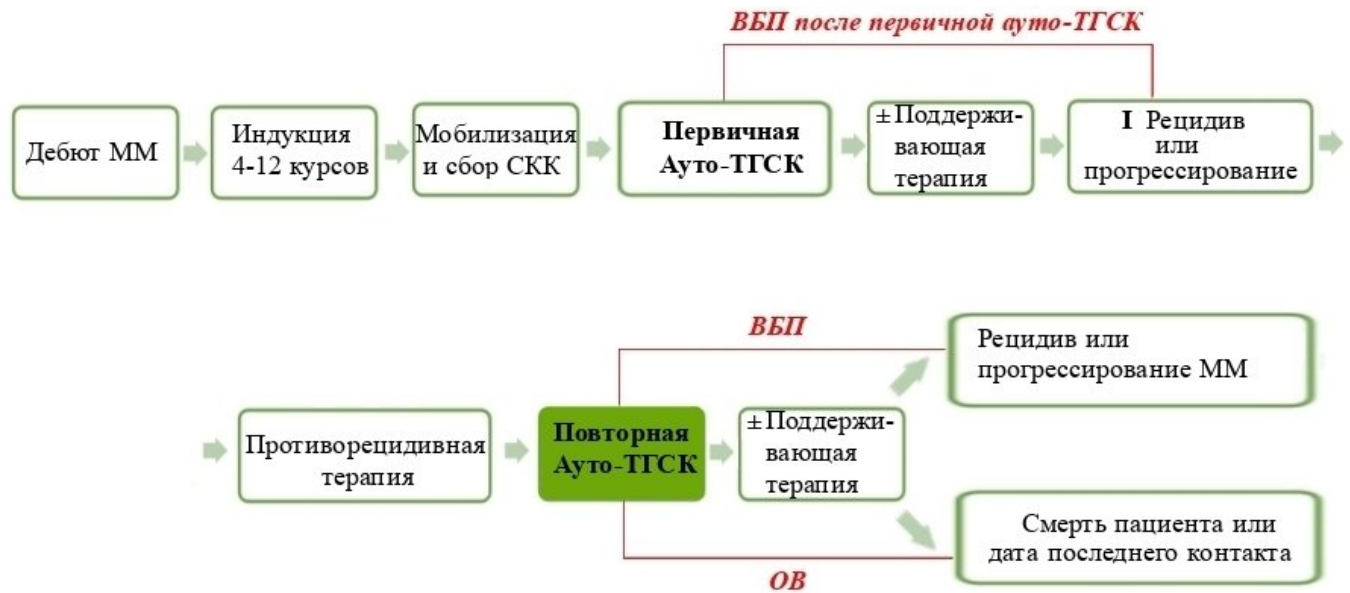 ВБП после первичной ауто-ТГСК
Дебют ММ
Индукция
4-12 курсов
Мобилизация
и сбор СКК
Первичная
Ауто-ТГСК
± Поддержи-
вающая
терапия
I Рецидив
или
прогрессирование
ВБП
Противорецидивная
терапия
Повторная
Ауто-ТГСК
± Поддержи-
вающая
терапия
Рецидив или
прогрессирование ММ
Смерть пациента или
дата последнего контакта
ОВ